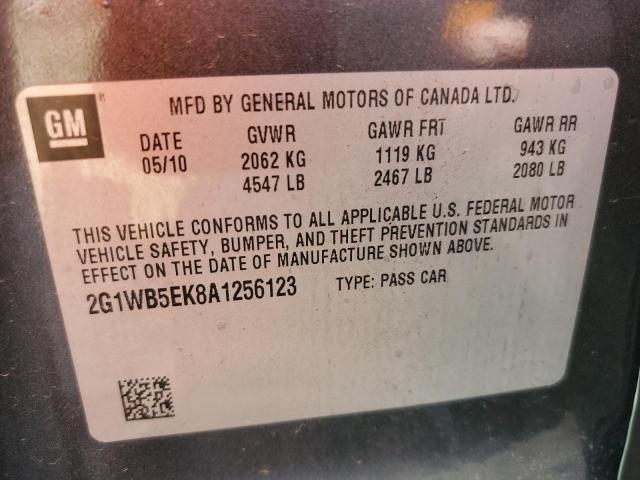 GM
MFD BY GENERAL MOTORS OF CANADA LTD.
DATE GVWR GAWR FRT GAWR RR
05/10 2062 KG 1119 KG 943 KG
4547 LB 2467 LB 2080 LB
THIS VEHICLE CONFORMS TO ALL APPLICABLE U.S. FEDERAL MOTOR
VEHICLE SAFETY, BUMPER, AND THEFT PREVENTION STANDARDS IN
EFFECT ON THE DATE OF MANUFACTURE SHOWN ABOVE.
2G1WB5EK8A1256123 TYPE: PASS CAR